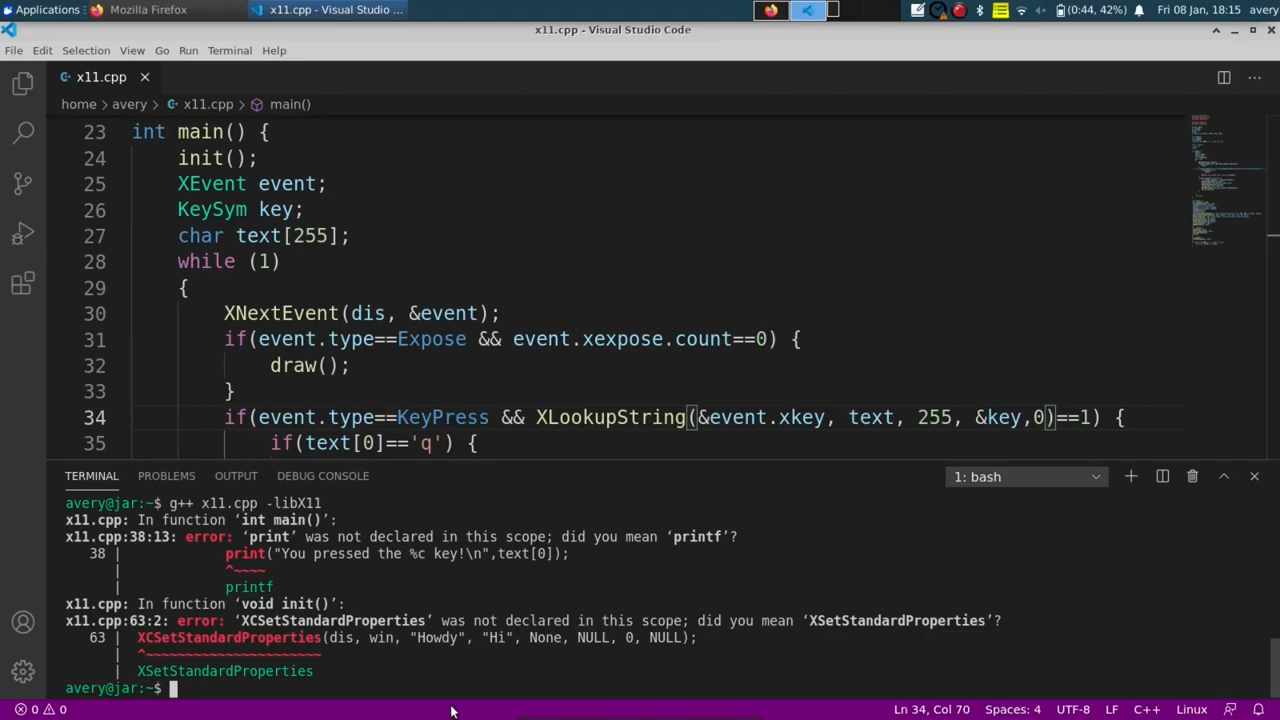 Applications
Mozilla Firefox
x11.cpp - Visual Studio ...
(0:44, 42%)
Fri 08 Jan, 18:15
avery
x11.cpp - Visual Studio Code
File Edit Selection View Go Run Terminal Help
x11.cpp
home > avery > x11.cpp > main()
23 int main() {
24 init();
25 XEvent event;
26 KeySym key;
27 char text[255];
28 while (1)
29 {
30 XNextEvent(dis, &event);
31 if(event.type==Expose && event.xexpose.count==0) {
32 draw();
33 }
34 if(event.type==KeyPress && XLookupString(&event.xkey, text, 255, &key,0)==1) {
35 if(text[0]=='q') {
TERMINAL PROBLEMS OUTPUT DEBUG CONSOLE
1: bash
avery@jar:~$ g++ x11.cpp -libX11
x11.cpp: In function ‘int main()’:
x11.cpp:38:13: error: ‘print’ was not declared in this scope; did you mean ‘printf’?
38 | print("You pressed the %c key!\n",text[0]);
| ^~~~~
| printf
x11.cpp: In function ‘void init()’:
x11.cpp:63:2: error: ‘XCSetStandardProperties’ was not declared in this scope; did you mean ‘XSetStandardProperties’?
63 | XCSetStandardProperties(dis, win, "Howdy", "Hi", None, NULL, 0, NULL);
| ^~~~~~~~~~~~~~~~~~~~~~~
| XSetStandardProperties
avery@jar:~$
0 0
Ln 34, Col 70 Spaces: 4 UTF-8 LF C++ Linux